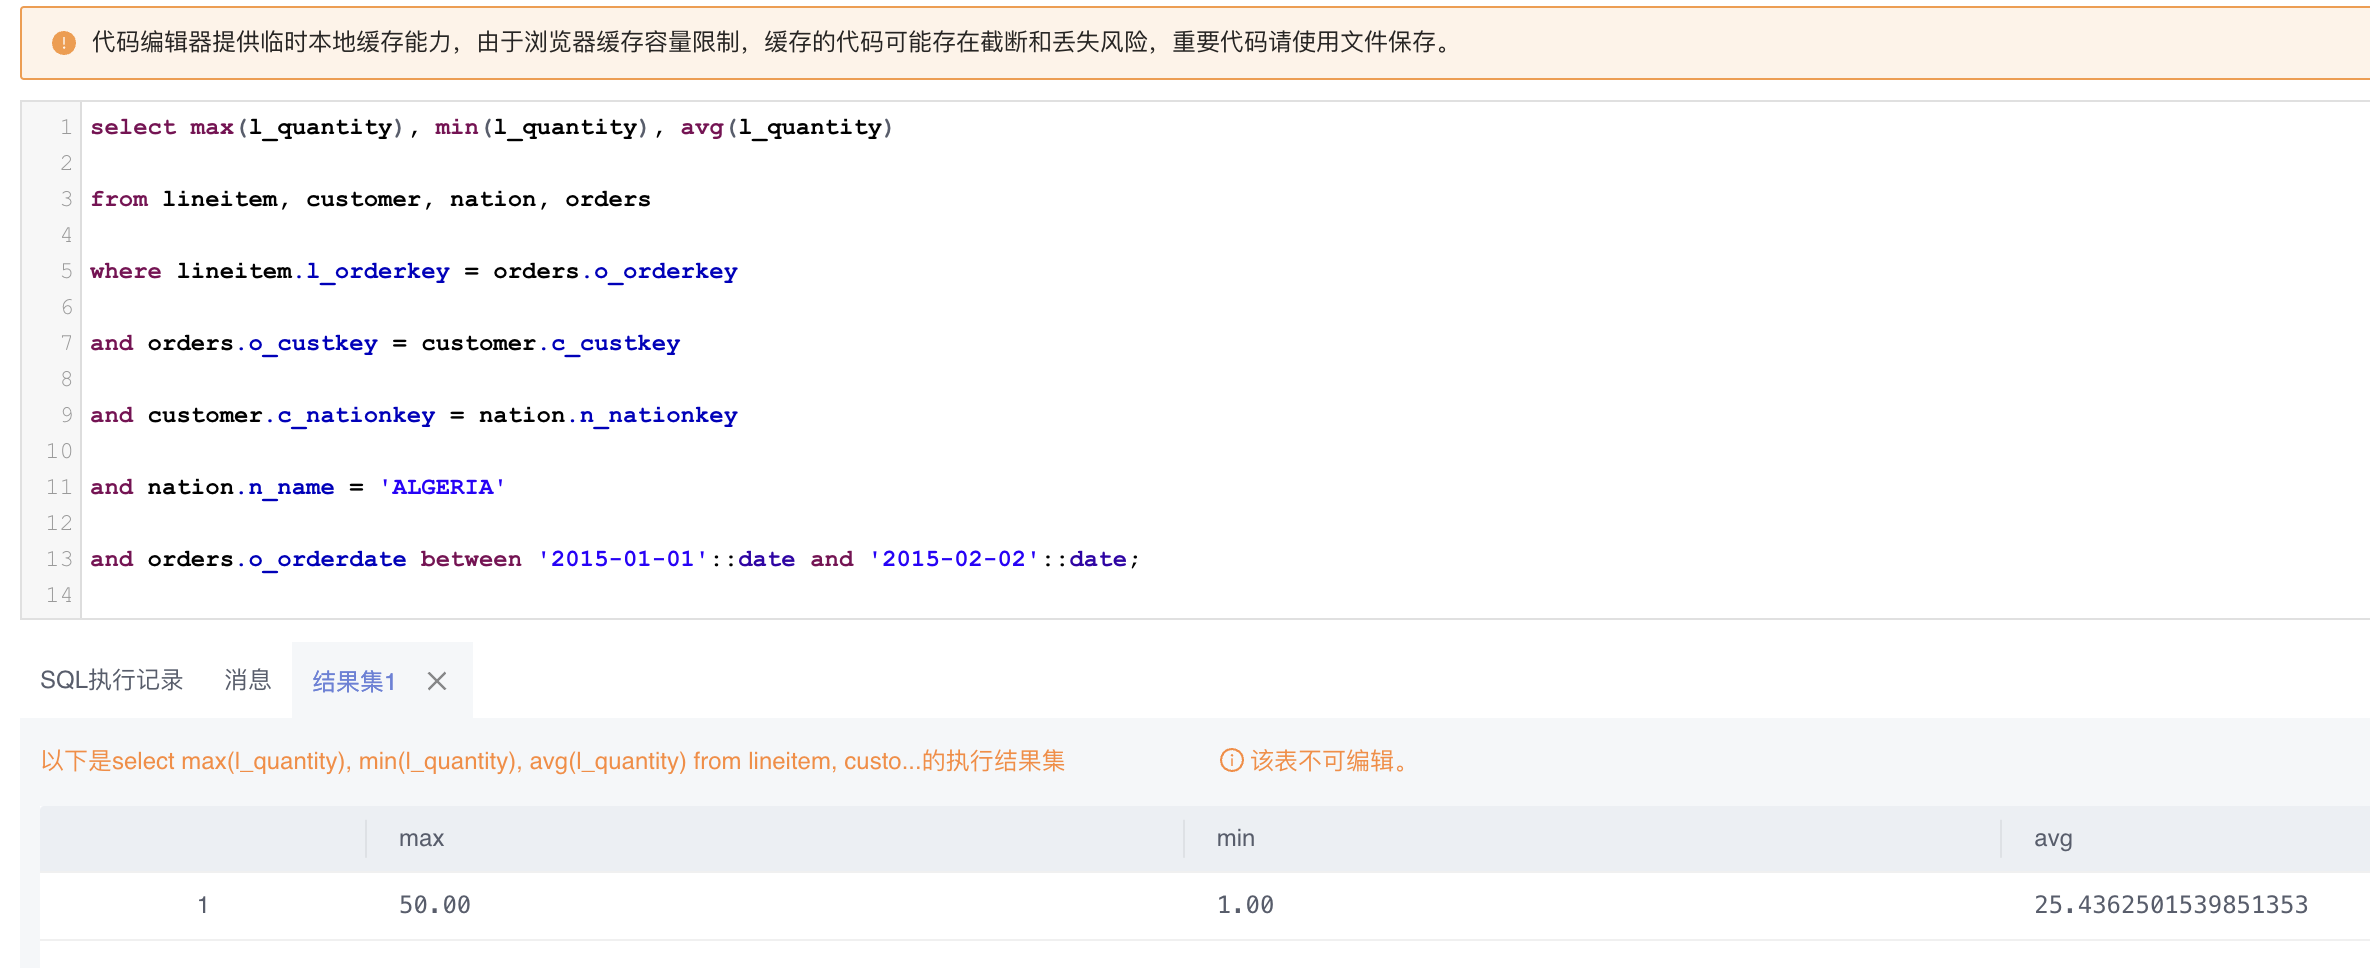 代码编辑器提供临时本地缓存能力，由于浏览器缓存容量限制，缓存的代码可能存在截断和丢失风险，重要代码请使用文件保存。
1 select max(l_quantity), min(l_quantity), avg(l_quantity)
2
3 from lineitem, customer, nation, orders
4
5 where lineitem.l_orderkey = orders.o_orderkey
6
7 and orders.o_custkey = customer.c_custkey
8
9 and customer.c_nationkey = nation.n_nationkey
10
11 and nation.n_name = 'ALGERIA'
12
13 and orders.o_orderdate between '2015-01-01'::date and '2015-02-02'::date;
14
SQL执行记录 消息 结果集1
以下是select max(l_quantity), min(l_quantity), avg(l_quantity) from lineitem, custo...的执行结果集 该表不可编辑。
max min avg
1 50.00 1.00 25.4362501539851353